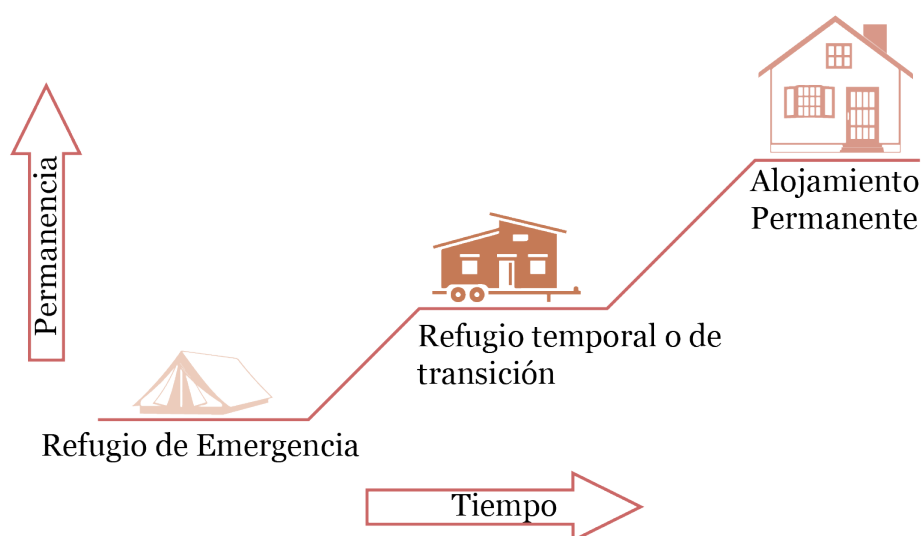 Permanencia
Alojamiento
Permanente
Refugio temporal o de
transición
Refugio de Emergencia
Tiempo